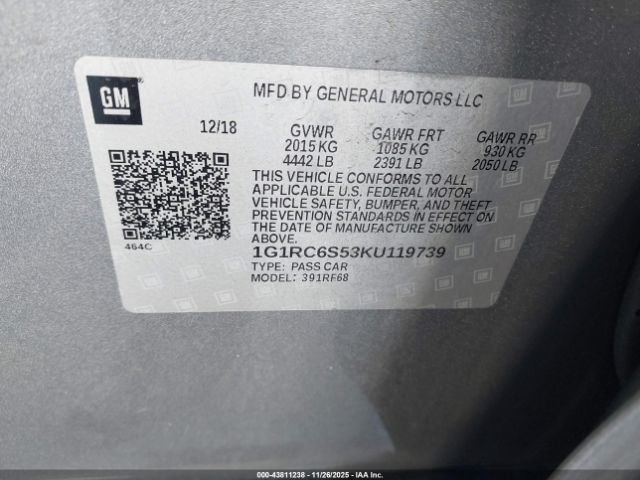 GM
MFD BY GENERAL MOTORS LLC
12/18
GVWR GAWR FRT GAWR RR
2015 KG 1085 KG 930 KG
4442 LB 2391 LB 2050 LB
THIS VEHICLE CONFORMS TO ALL
APPLICABLE U.S. FEDERAL MOTOR
VEHICLE SAFETY, BUMPER, AND THEFT
PREVENTION STANDARDS IN EFFECT ON
THE DATE OF MANUFACTURE SHOWN
ABOVE.
464C
1G1RC6S53KU119739
TYPE: PASS CAR
MODEL: 391RF68
000-43811238 - 11/26/2025 - IAA, Inc.